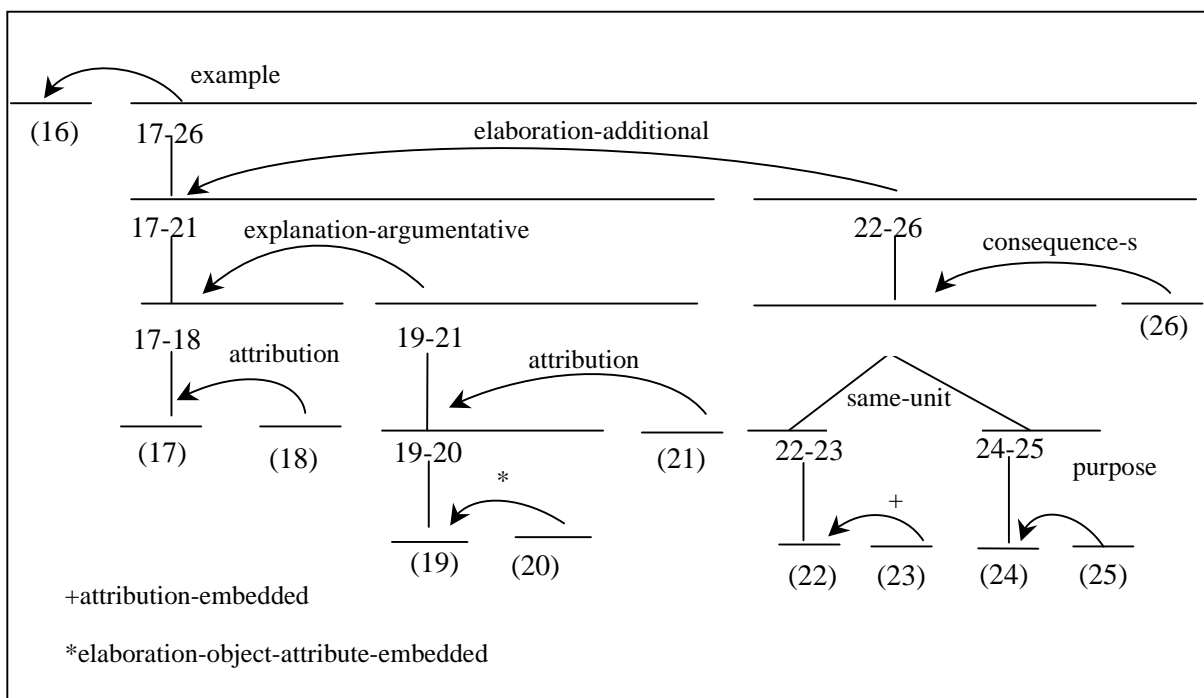 example
(16)
17-26
elaboration-additional
17-21
explanation-argumentative
22-26
consequence-s
(26)
17-18
attribution
19-21
attribution
same-unit
(17)
(18)
19-20
(21)
22-23
24-25
purpose
*
+
(19)
(20)
(22)
(23)
(24)
(25)
+attribution-embedded
*elaboration-object-attribute-embedded